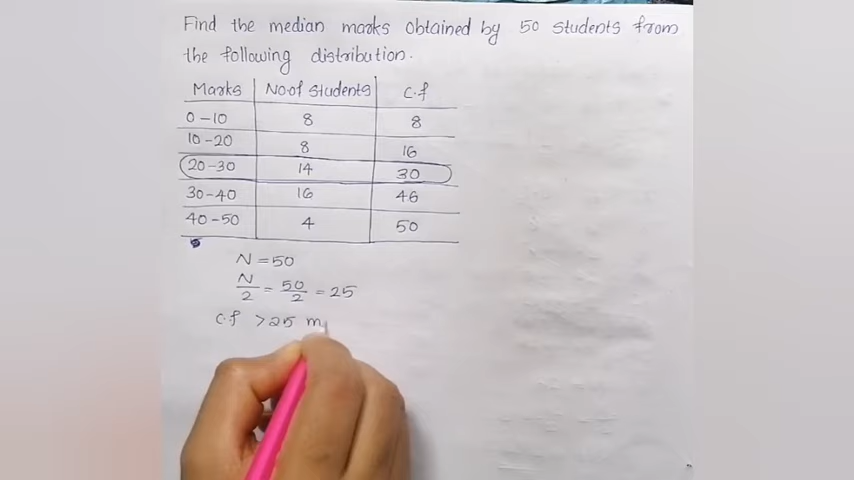 Find the median marks obtained by 50 students from
the following distribution.
Marks No.of students C.f
0-10 8 8
10-20 8 16
20-30 14 30
30-40 16 46
40-50 4 50
N = 50
N/2 = 50/2 = 25
C.f > 25